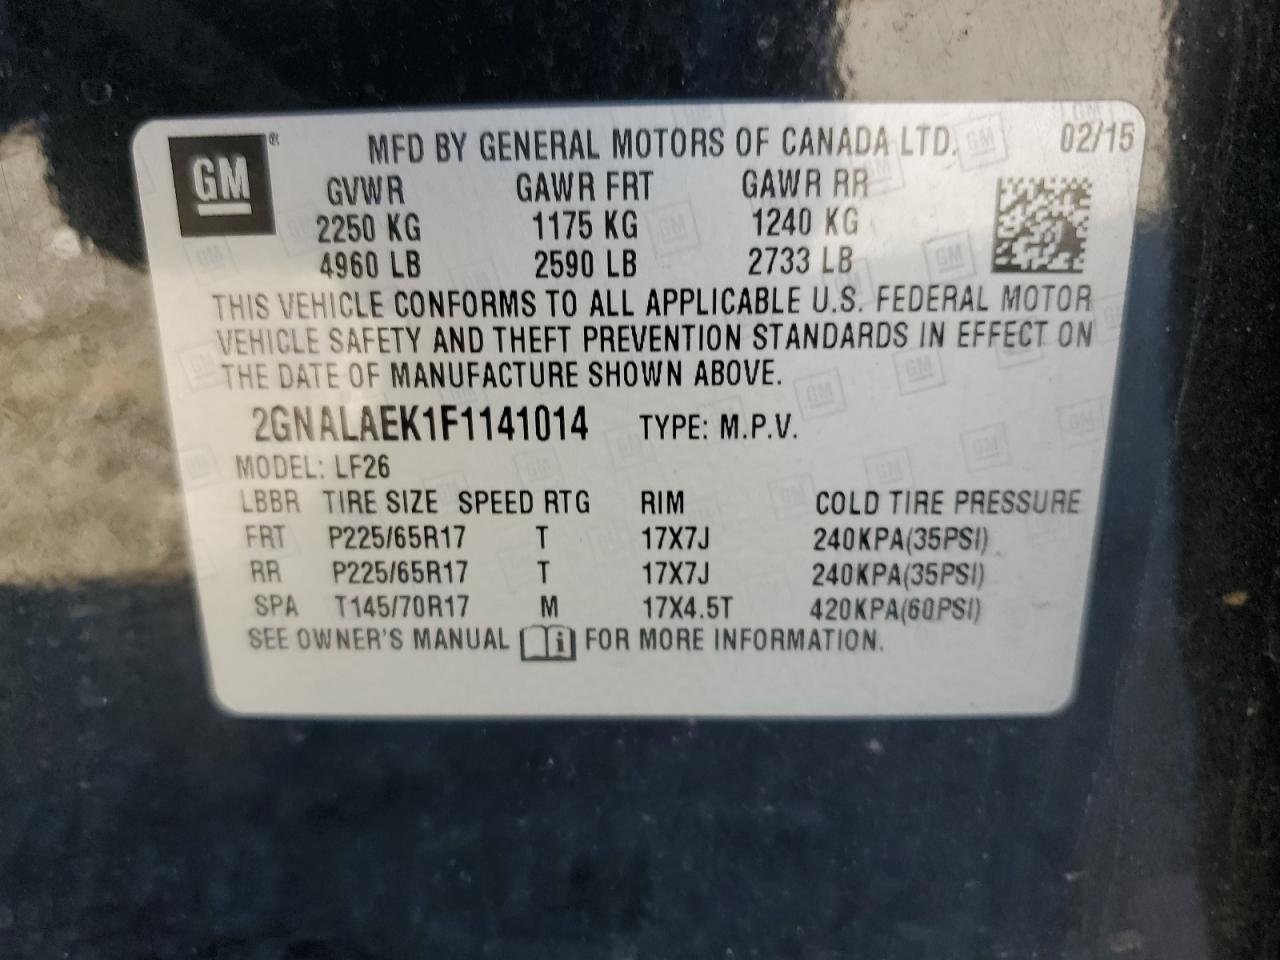 GM ® MFD BY GENERAL MOTORS OF CANADA LTD. 02/15
GVWR GAWR FRT GAWR RR
2250 KG 1175 KG 1240 KG
4960 LB 2590 LB 2733 LB
THIS VEHICLE CONFORMS TO ALL APPLICABLE U.S. FEDERAL MOTOR
VEHICLE SAFETY AND THEFT PREVENTION STANDARDS IN EFFECT ON
THE DATE OF MANUFACTURE SHOWN ABOVE.
2GNALAEK1F1141014 TYPE: M.P.V.
MODEL: LF26
LBBR TIRE SIZE SPEED RTG RIM COLD TIRE PRESSURE
FRT P225/65R17 T 17X7J 240KPA(35PSI)
RR P225/65R17 T 17X7J 240KPA(35PSI)
SPA T145/70R17 M 17X4.5T 420KPA(60PSI)
SEE OWNER'S MANUAL i FOR MORE INFORMATION.